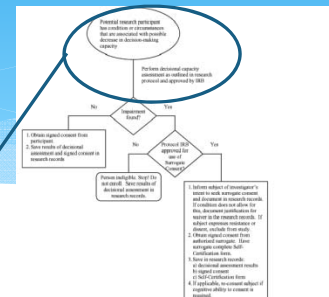 Potential research participant
has condition or circumstances
that are associated with possible
decrease in decision-making
capacity
Perform decisional capacity
assessment as outlined in research
protocol and approved by IRB
No
Impairment
found?
Yes
1. Obtain signed consent from
participant
2. Save results of decisional
assessment and signed consent in
research records
No
Protocol IRB
approved for
use of
Surrogate
Consent?
Yes
Person ineligible. Stop! Do
not enroll. Save results of
decisional assessment in
research records.
1. Inform subject of investigator's
intent to seek surrogate consent
and document in research records.
If condition does not allow for
this, document justification for
waiver in the research records. If
subject expresses resistance or
dissent, exclude from study
2. Obtain signed consent from
authorized surrogate. Have
surrogate complete Self-
Certification form.
3. Save in research records:
a) decisional assessment results
b) signed consent
c) Self-Certification form
4. If applicable, re-consent subject if
cognitive ability to consent is
required.